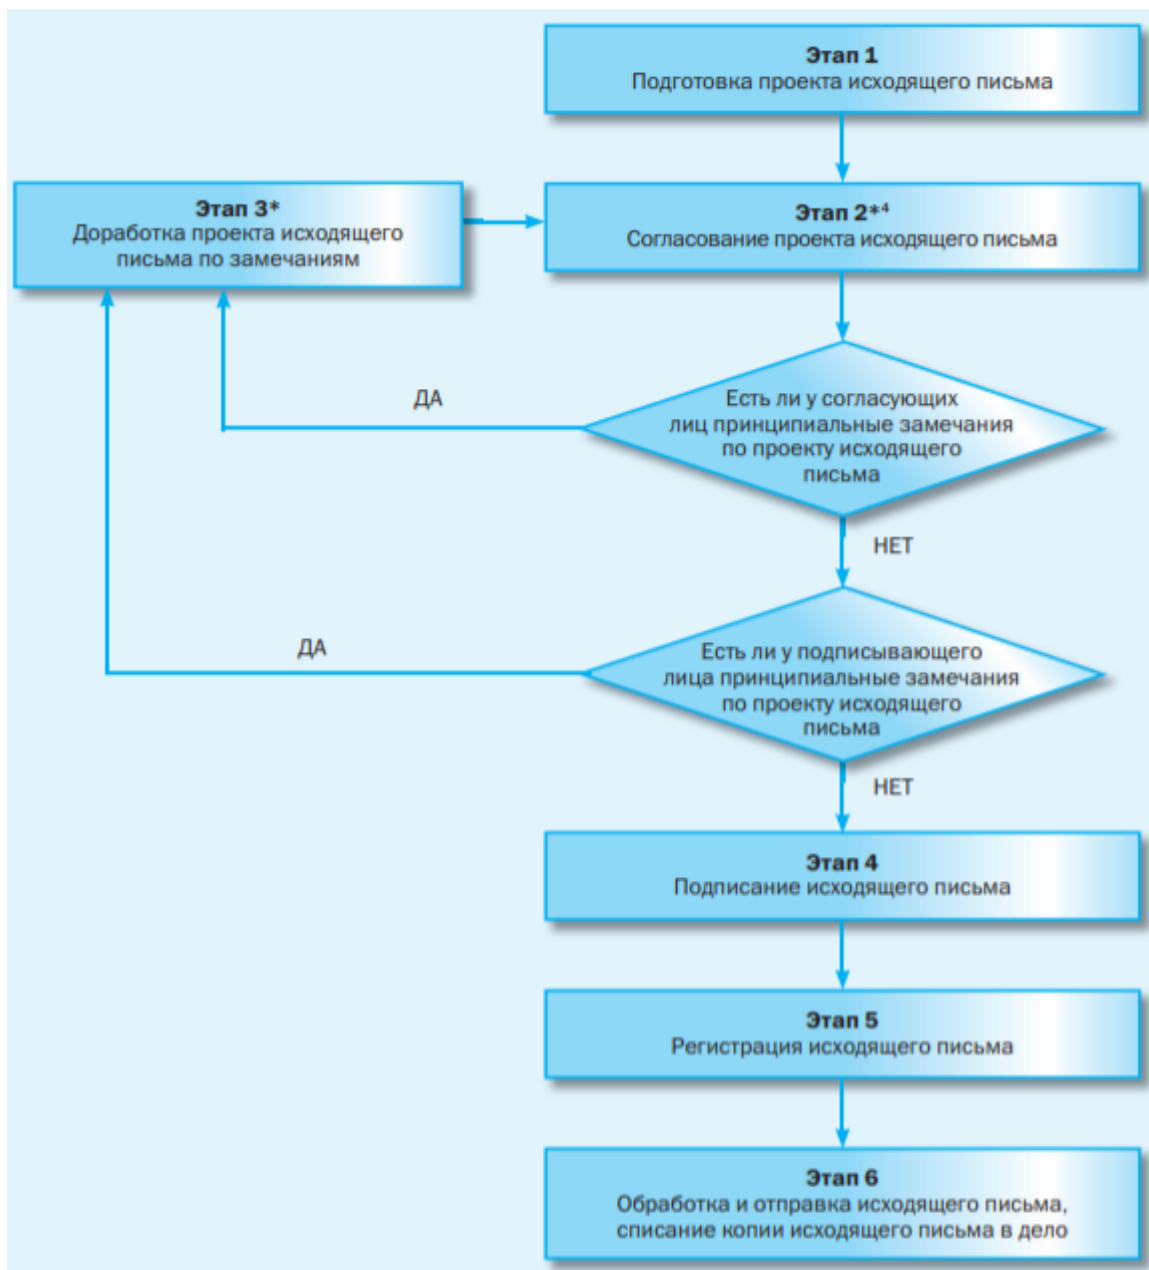 Этап 1
Подготовка проекта исходящего письма
Этап 3*
Доработка проекта исходящего
письма по замечаниям
Этап 2*⁴
Согласование проекта исходящего письма
ДА
Есть ли у согласующих
лиц принципиальные замечания
по проекту исходящего
письма
НЕТ
ДА
Есть ли у подписывающего
лица принципиальные замечания
по проекту исходящего
письма
НЕТ
Этап 4
Подписание исходящего письма
Этап 5
Регистрация исходящего письма
Этап 6
Обработка и отправка исходящего письма,
списание копии исходящего письма в дело